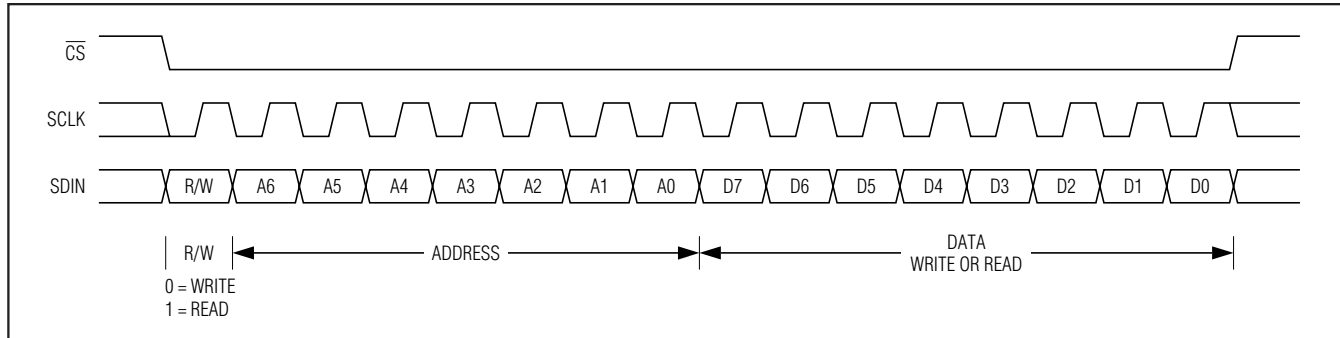 CS
SCLK
SDIN R/W A6 A5 A4 A3 A2 A1 A0 D7 D6 D5 D4 D3 D2 D1 D0
R/W ADDRESS DATA
WRITE OR READ
0 = WRITE
1 = READ